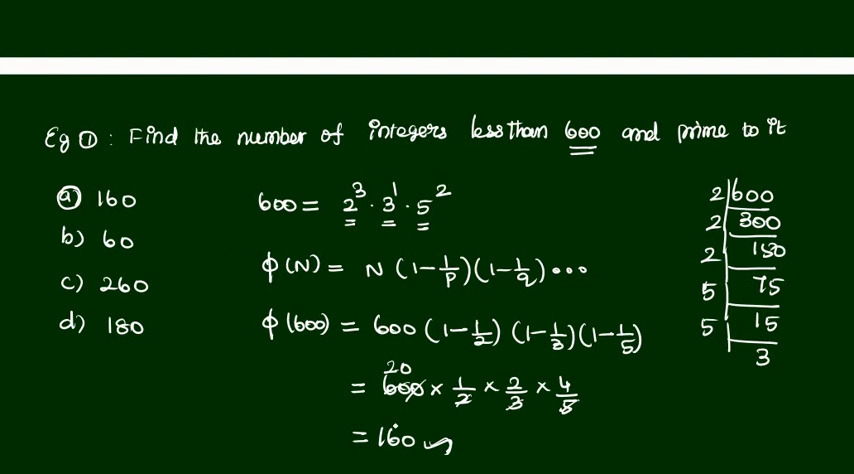 Eg ① : Find the number of integers less than 600 and prime to it
a) 160
b) 60
c) 260
d) 180
600 = 2³ · 3¹ · 5²
ϕ(N) = N (1 - 1/p)(1 - 1/q) •••
ϕ(600) = 600 (1 - 1/2) (1 - 1/3)(1 - 1/5)
20
= 600 × 1/2 × 2/3 × 4/5
= 160
2 | 600
2 | 300
2 | 150
5 | 75
5 | 15
3